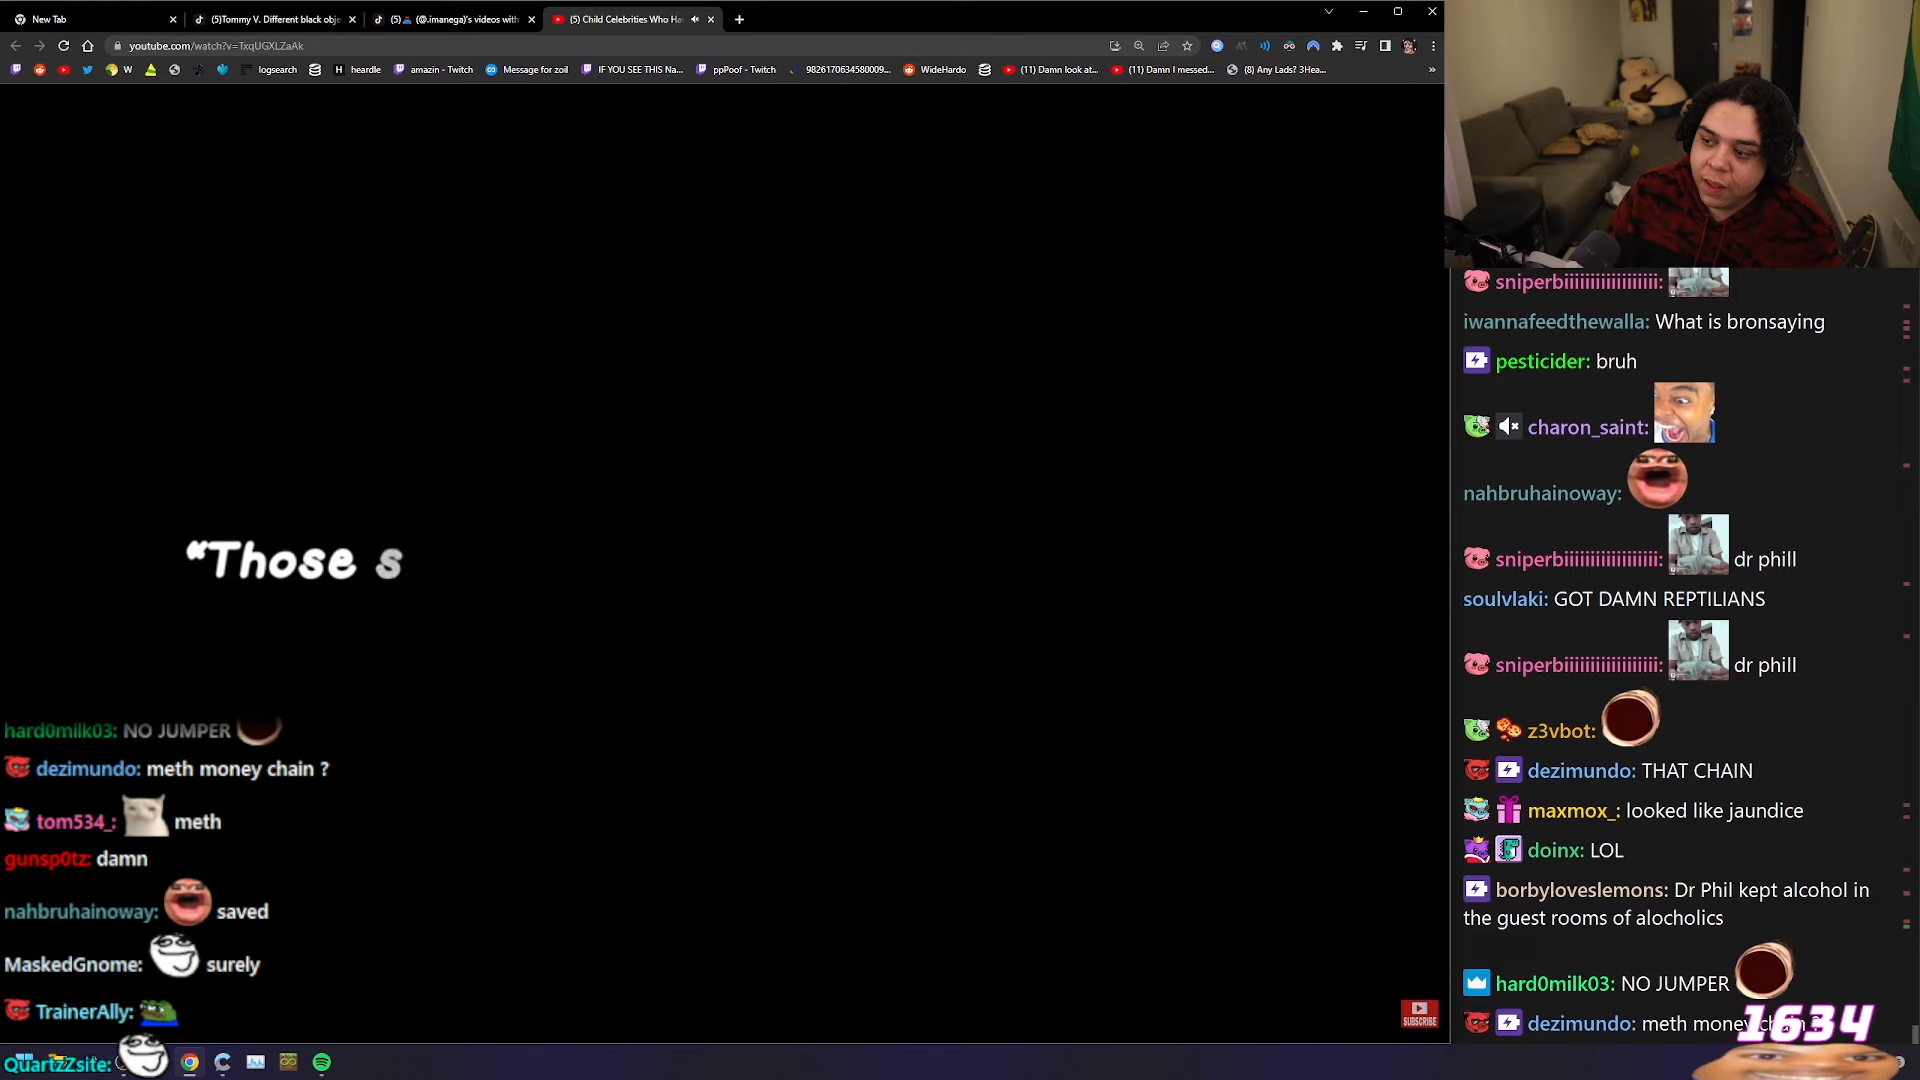 New Tab
(5)Tommy V. Different black obje
(5) (@.imanega)'s videos with
(5) Child Celebrities Who Ha
youtube.com/watch?v=TxqUGXLZaAk
W
logsearch
H heardle
amazin - Twitch
Message for zoil
IF YOU SEE THIS Na...
ppPoof - Twitch
9826170634580009...
WideHardo
(11) Damn look at...
(11) Damn I messed...
(8) Any Lads? 3Hea...
»
sniperbiiiiiiiiiiiiiiiiii:
iwannafeedthewalla: What is bronsaying
pesticider: bruh
charon_saint:
nahbruhainoway:
sniperbiiiiiiiiiiiiiiiiii: dr phill
soulvlaki: GOT DAMN REPTILIANS
sniperbiiiiiiiiiiiiiiiiii: dr phill
z3vbot:
dezimundo: THAT CHAIN
maxmox_: looked like jaundice
doinx: LOL
borbyloveslemons: Dr Phil kept alcohol in
the guest rooms of alocholics
hard0milk03: NO JUMPER
dezimundo: meth money chain ?
1634
"Those s
hard0milk03: NO JUMPER
dezimundo: meth money chain ?
tom534_: meth
gunsp0tz: damn
nahbruhainoway: saved
MaskedGnome: surely
TrainerAlly:
QuartzZsite:
SUBSCRIBE